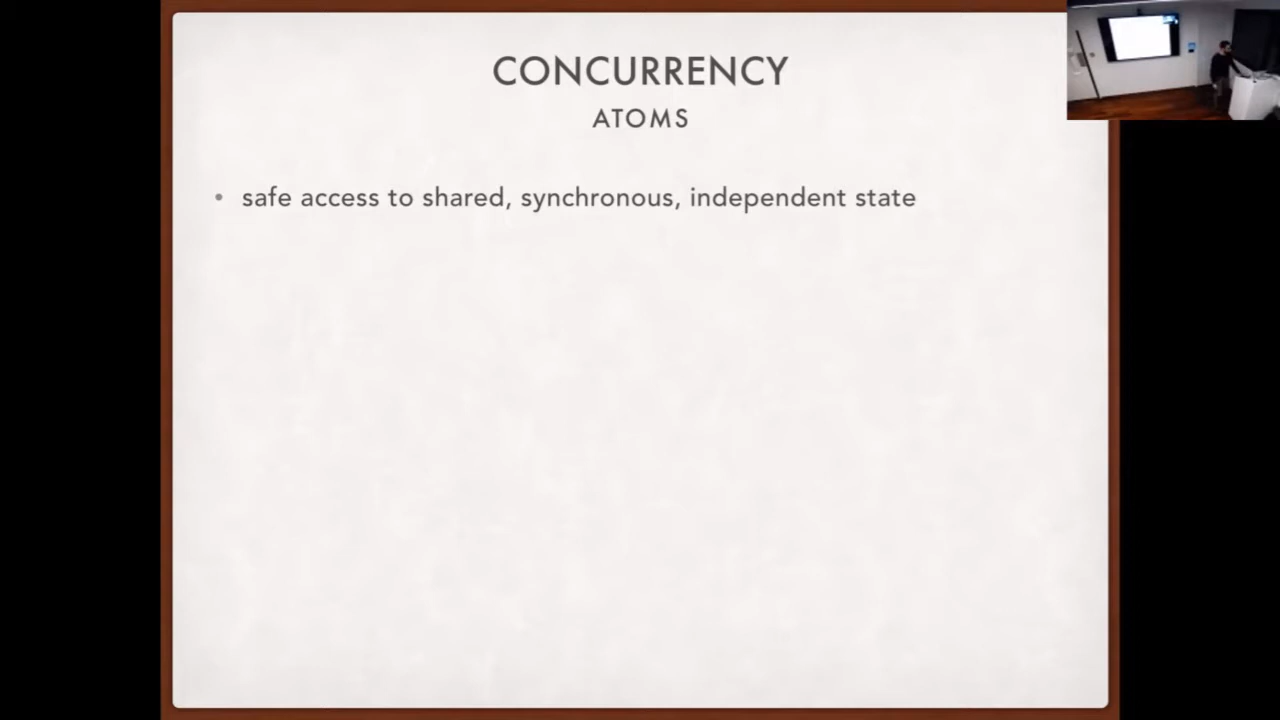 CONCURRENCY
ATOMS
• safe access to shared, synchronous, independent state